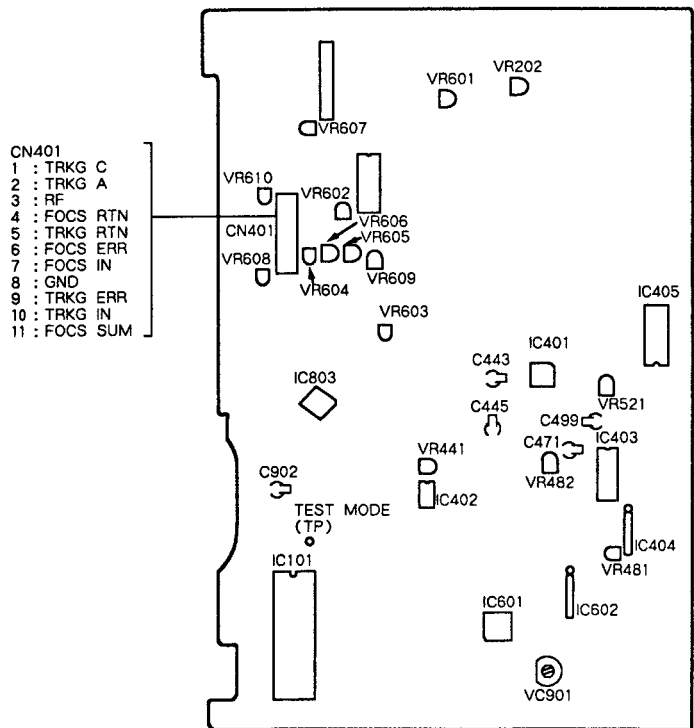 VR601
VR202
VR607
CN401
1 : TRKG C
2 : TRKG A
3 : RF
4 : FOCS RTN
5 : TRKG RTN
6 : FOCS ERR
7 : FOCS IN
8 : GND
9 : TRKG ERR
10 : TRKG IN
11 : FOCS SUM
VR610
VR602
VR606
CN401
VR605
VR608
VR604
VR609
VR603
IC405
IC401
C443
IC803
VR521
C445
C499
C471
IC403
VR441
VR482
C902
IC402
TEST MODE
(TP)
IC404
VR481
IC101
IC601
IC602
VC901